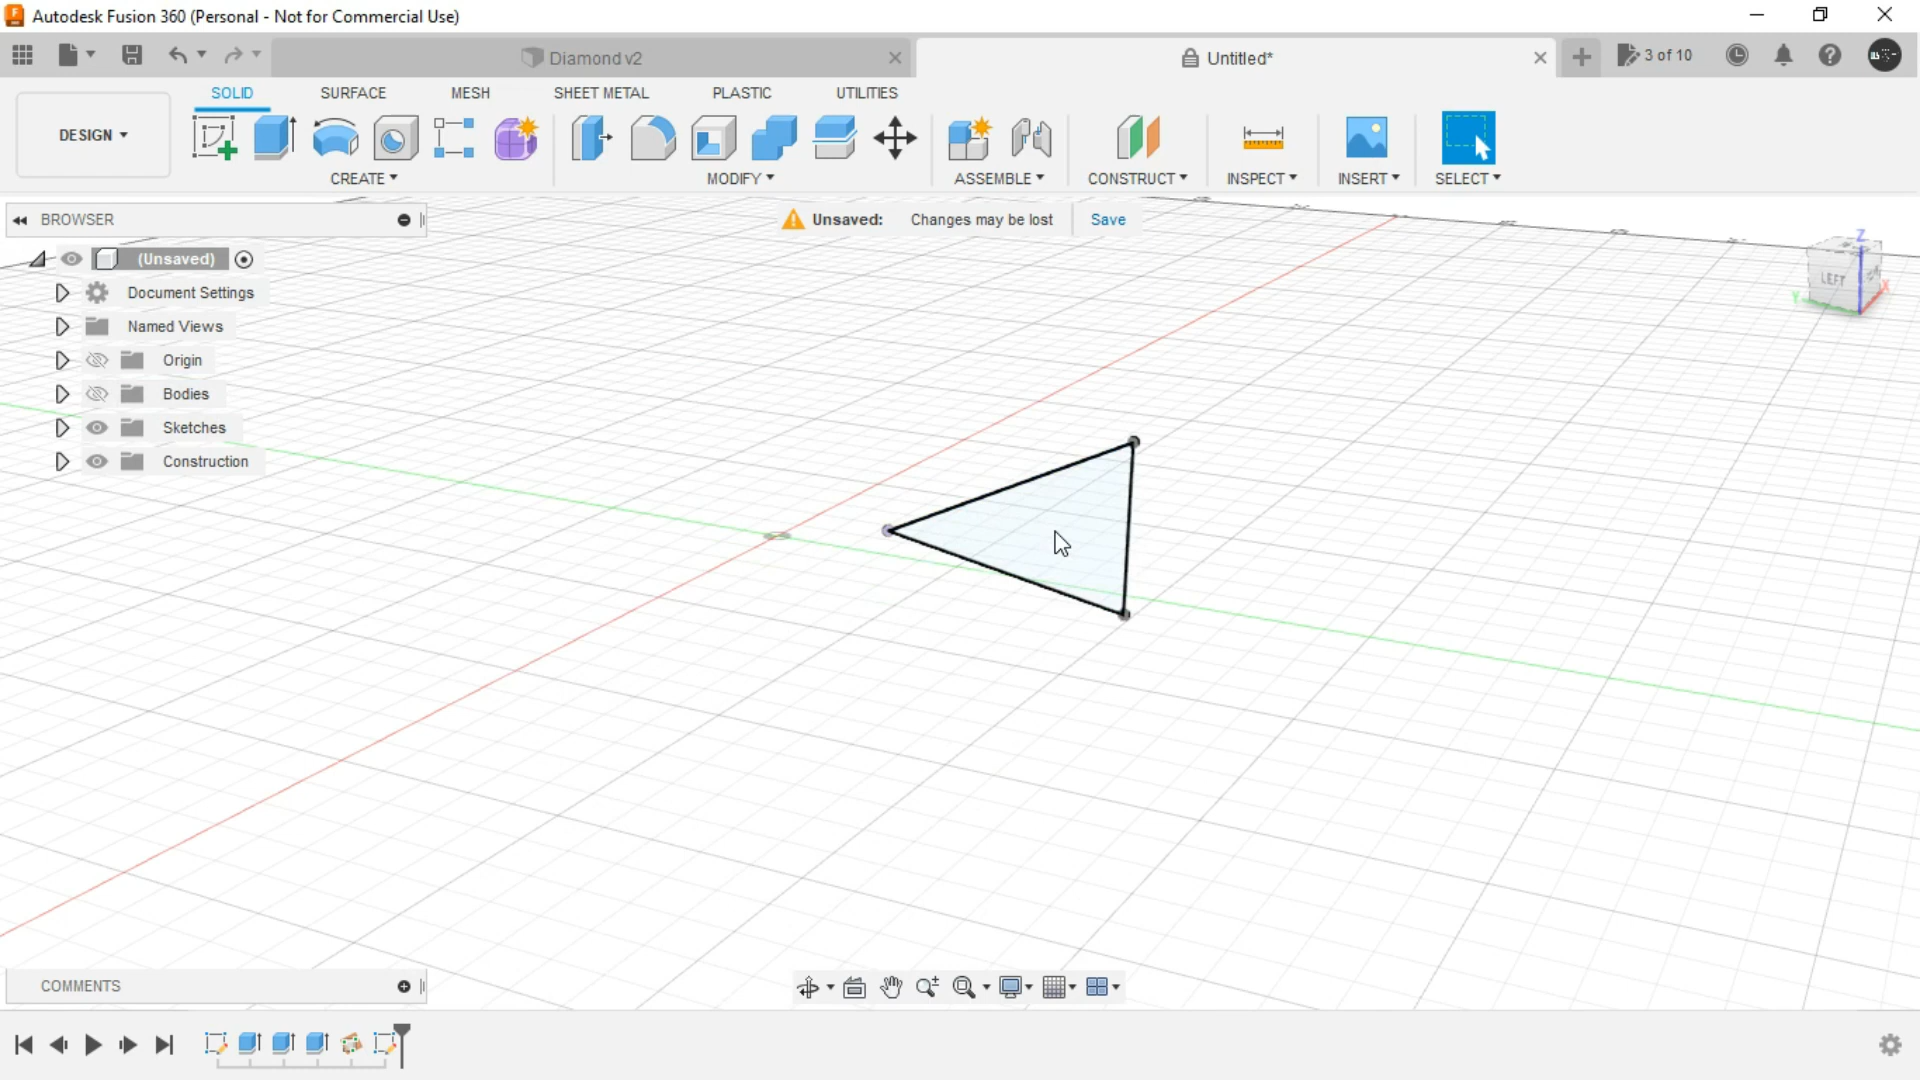 Autodesk Fusion 360 (Personal - Not for Commercial Use)
Diamond v2
Untitled*
3 of 10
DESIGN
SOLID
SURFACE
MESH
SHEET METAL
PLASTIC
UTILITIES
CREATE
MODIFY
ASSEMBLE
CONSTRUCT
INSPECT
INSERT
SELECT
BROWSER
Unsaved: Changes may be lost Save
(Unsaved)
Document Settings
Named Views
Origin
Bodies
Sketches
Construction
Z
LEFT
Y
X
COMMENTS